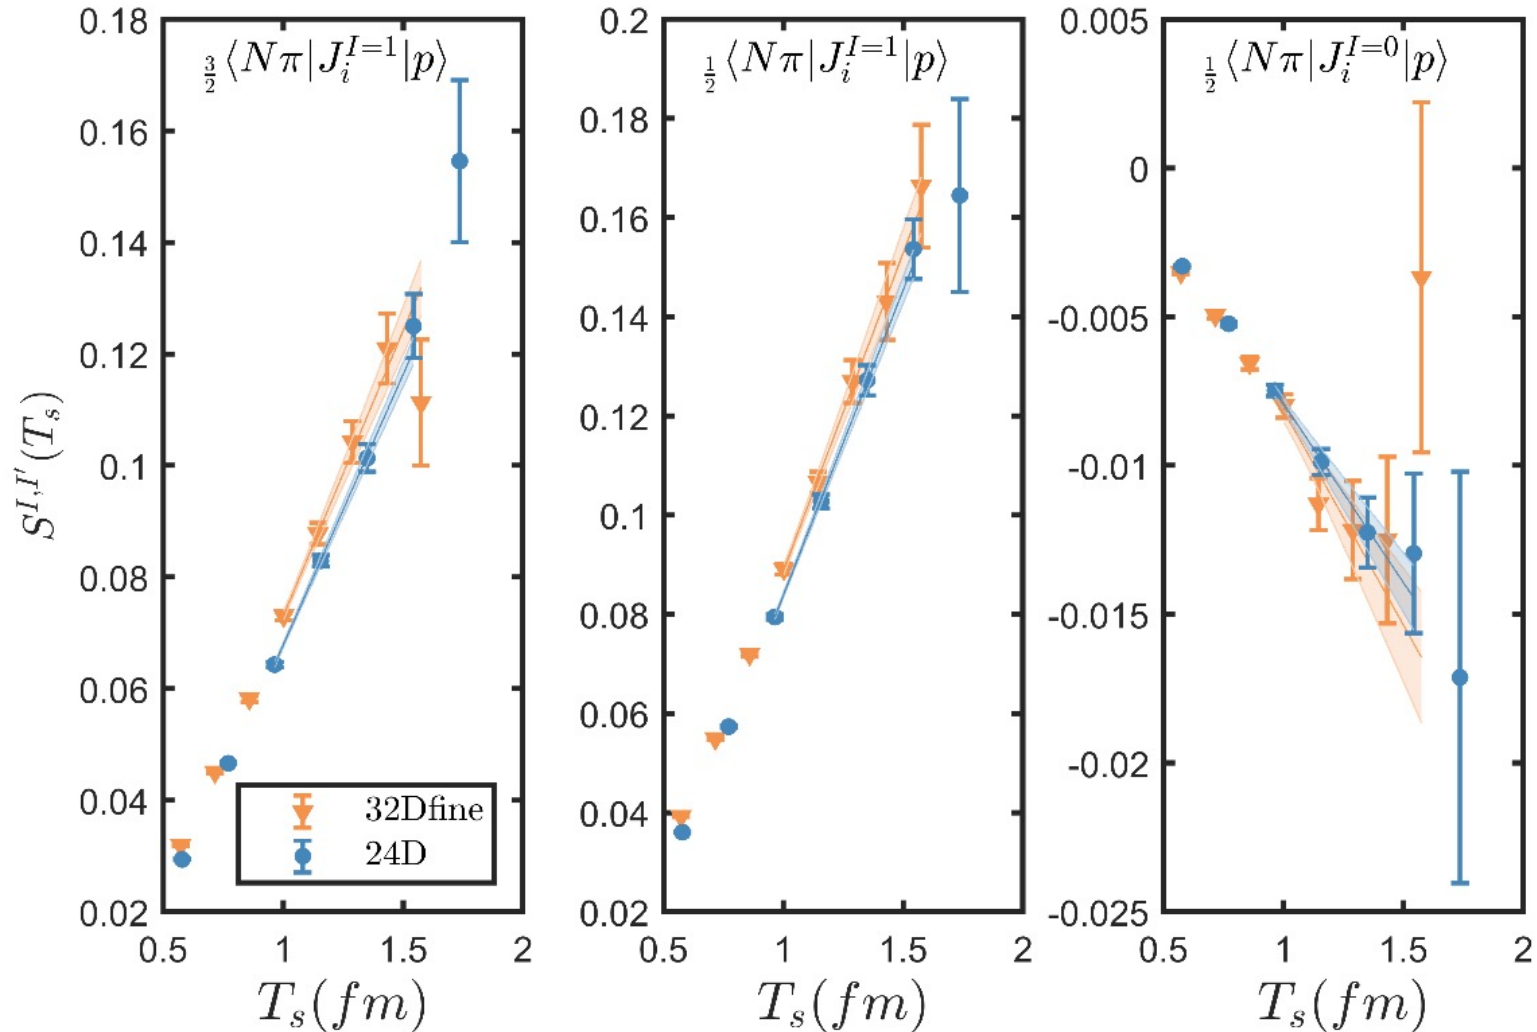 S^{I,I'}(T_s)
0.18
0.16
0.14
0.12
0.1
0.08
0.06
0.04
0.02
_{\frac{3}{2}}⟨Nπ|J_i^{I=1}|p⟩
32Dfine
24D
0.5 1 1.5 2
T_s(fm)
0.2
0.18
0.16
0.14
0.12
0.1
0.08
0.06
0.04
0.02
_{\frac{1}{2}}⟨Nπ|J_i^{I=1}|p⟩
0.5 1 1.5 2
T_s(fm)
0.005
0
-0.005
-0.01
-0.015
-0.02
-0.025
_{\frac{1}{2}}⟨Nπ|J_i^{I=0}|p⟩
0.5 1 1.5 2
T_s(fm)